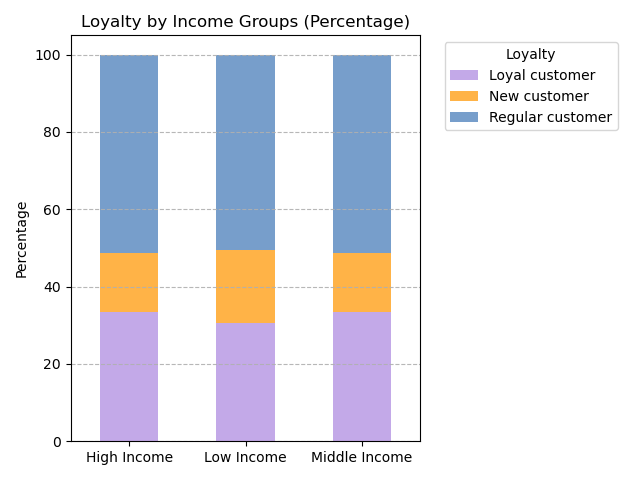 Loyalty by Income Groups (Percentage)
100
80
60
40
20
0
Percentage
High Income
Low Income
Middle Income
Loyalty
Loyal customer
New customer
Regular customer